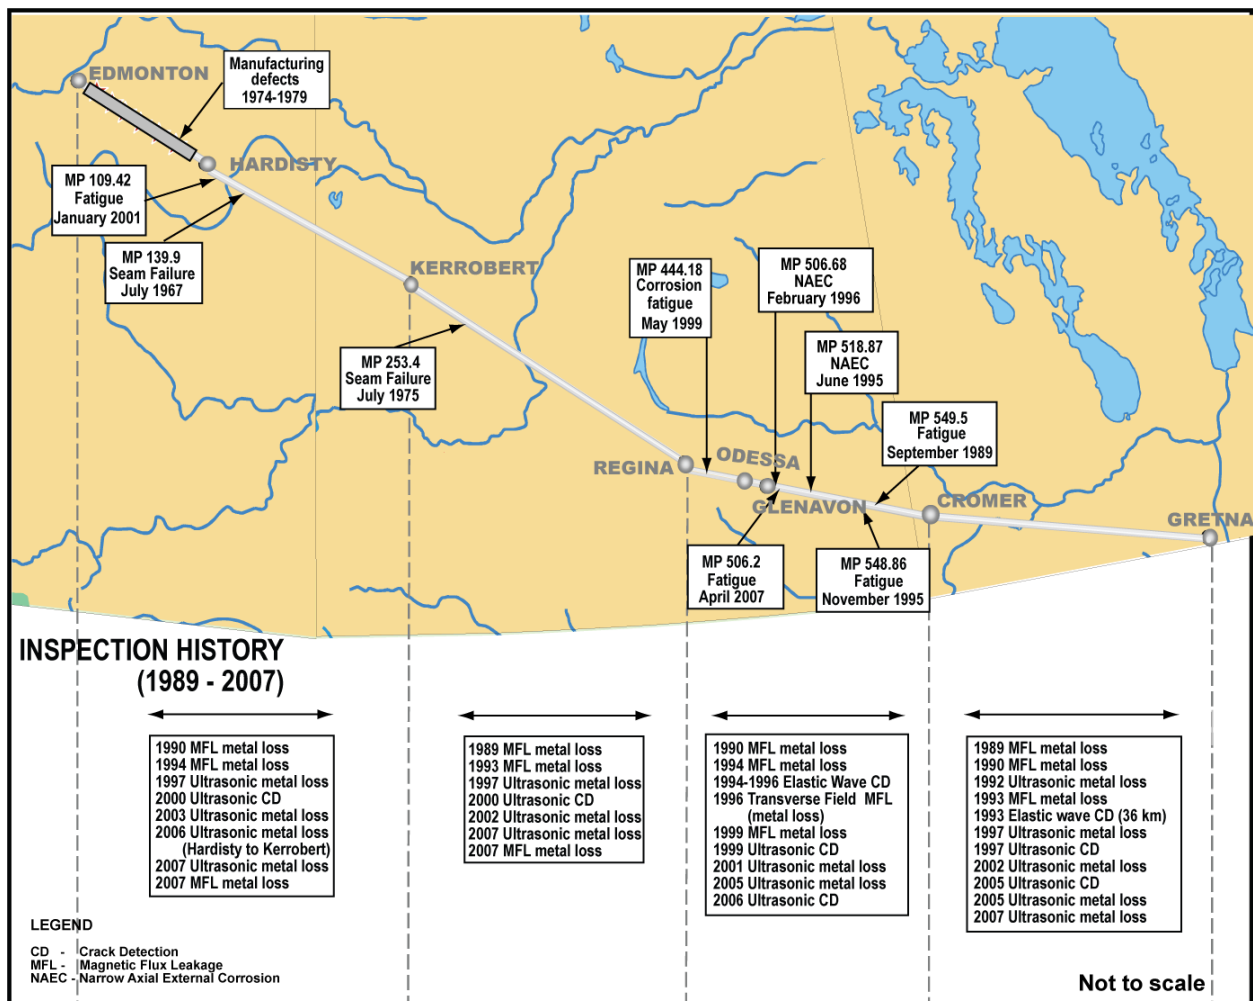 EDMONTON
Manufacturing
defects
1974-1979
HARDISTY
MP 109.42
Fatigue
January 2001
MP 139.9
Seam Failure
July 1967
KERROBERT
MP 253.4
Seam Failure
July 1975
MP 444.18
Corrosion
fatigue
May 1999
MP 506.68
NAEC
February 1996
MP 518.87
NAEC
June 1995
MP 549.5
Fatigue
September 1989
REGINA
ODESSA
GLENAVON
CROMER
GRETNA
MP 506.2
Fatigue
April 2007
MP 548.86
Fatigue
November 1995
INSPECTION HISTORY
(1989 - 2007)
1990 MFL metal loss
1994 MFL metal loss
1997 Ultrasonic metal loss
2000 Ultrasonic CD
2003 Ultrasonic metal loss
2006 Ultrasonic metal loss
(Hardisty to Kerrobert)
2007 Ultrasonic metal loss
2007 MFL metal loss
1989 MFL metal loss
1993 MFL metal loss
1997 Ultrasonic metal loss
2000 Ultrasonic CD
2002 Ultrasonic metal loss
2007 Ultrasonic metal loss
2007 MFL metal loss
1990 MFL metal loss
1994 MFL metal loss
1994-1996 Elastic Wave CD
1996 Transverse Field MFL
(metal loss)
1999 MFL metal loss
1999 Ultrasonic CD
2001 Ultrasonic metal loss
2005 Ultrasonic metal loss
2006 Ultrasonic CD
1989 MFL metal loss
1990 MFL metal loss
1992 Ultrasonic metal loss
1993 MFL metal loss
1993 Elastic wave CD (36 km)
1997 Ultrasonic metal loss
1997 Ultrasonic CD
2002 Ultrasonic metal loss
2005 Ultrasonic CD
2005 Ultrasonic metal loss
2007 Ultrasonic metal loss
LEGEND
CD - Crack Detection
MFL - Magnetic Flux Leakage
NAEC - Narrow Axial External Corrosion
Not to scale